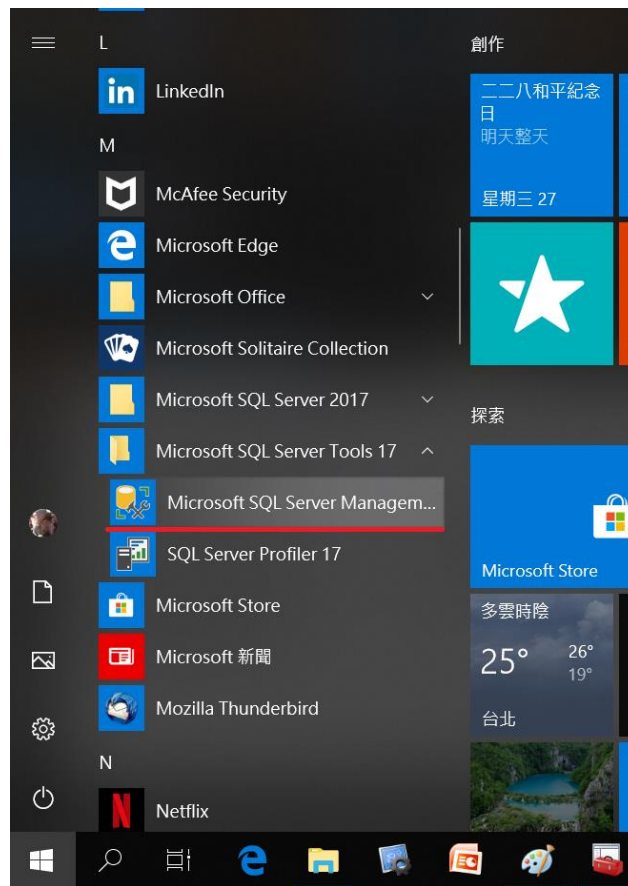 L
LinkedIn
M
McAfee Security
Microsoft Edge
Microsoft Office
Microsoft Solitaire Collection
Microsoft SQL Server 2017
Microsoft SQL Server Tools 17
Microsoft SQL Server Managem...
SQL Server Profiler 17
Microsoft Store
Microsoft 新聞
Mozilla Thunderbird
N
Netflix
創作
二二八和平紀念
日
明天整天
星期三 27
探索
Microsoft Store
多雲時陰
25° 26°
19°
台北